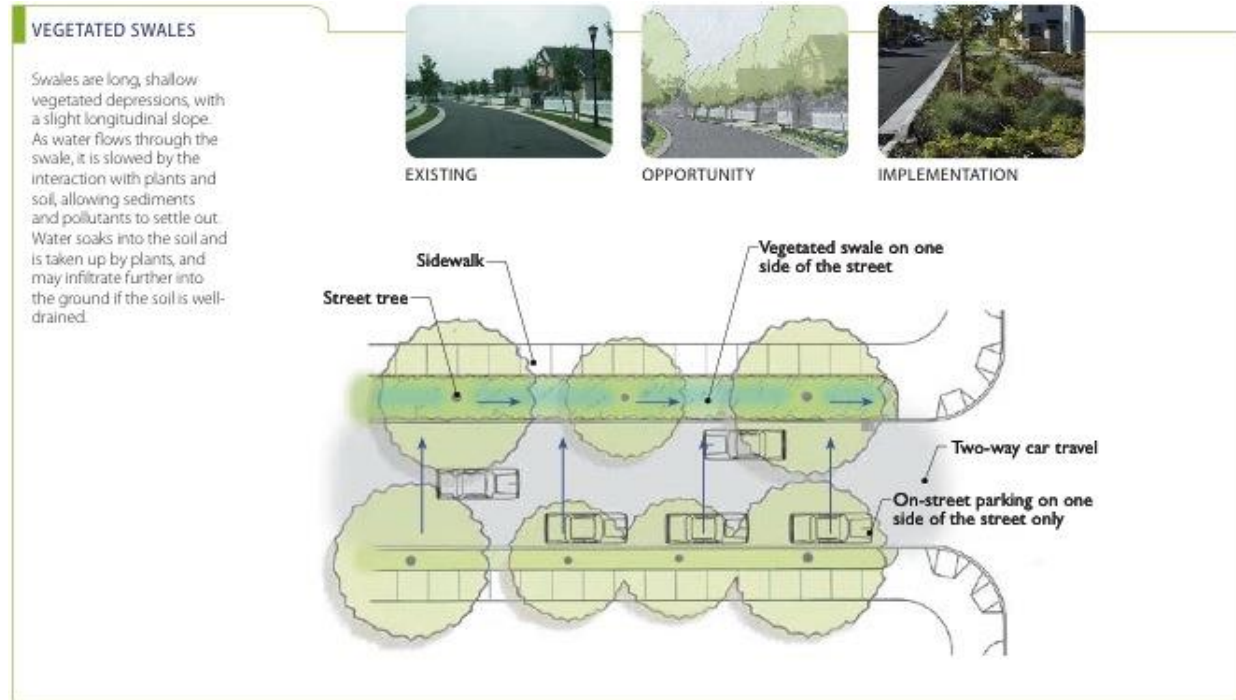 VEGETATED SWALES
Swales are long, shallow
vegetated depressions, with
a slight longitudinal slope.
As water flows through the
swale, it is slowed by the
interaction with plants and
soil, allowing sediments
and pollutants to settle out.
Water soaks into the soil and
is taken up by plants, and
may infiltrate further into
the ground if the soil is well-
drained.
EXISTING
OPPORTUNITY
IMPLEMENTATION
Sidewalk
Street tree
Vegetated swale on one
side of the street
Two-way car travel
On-street parking on one
side of the street only